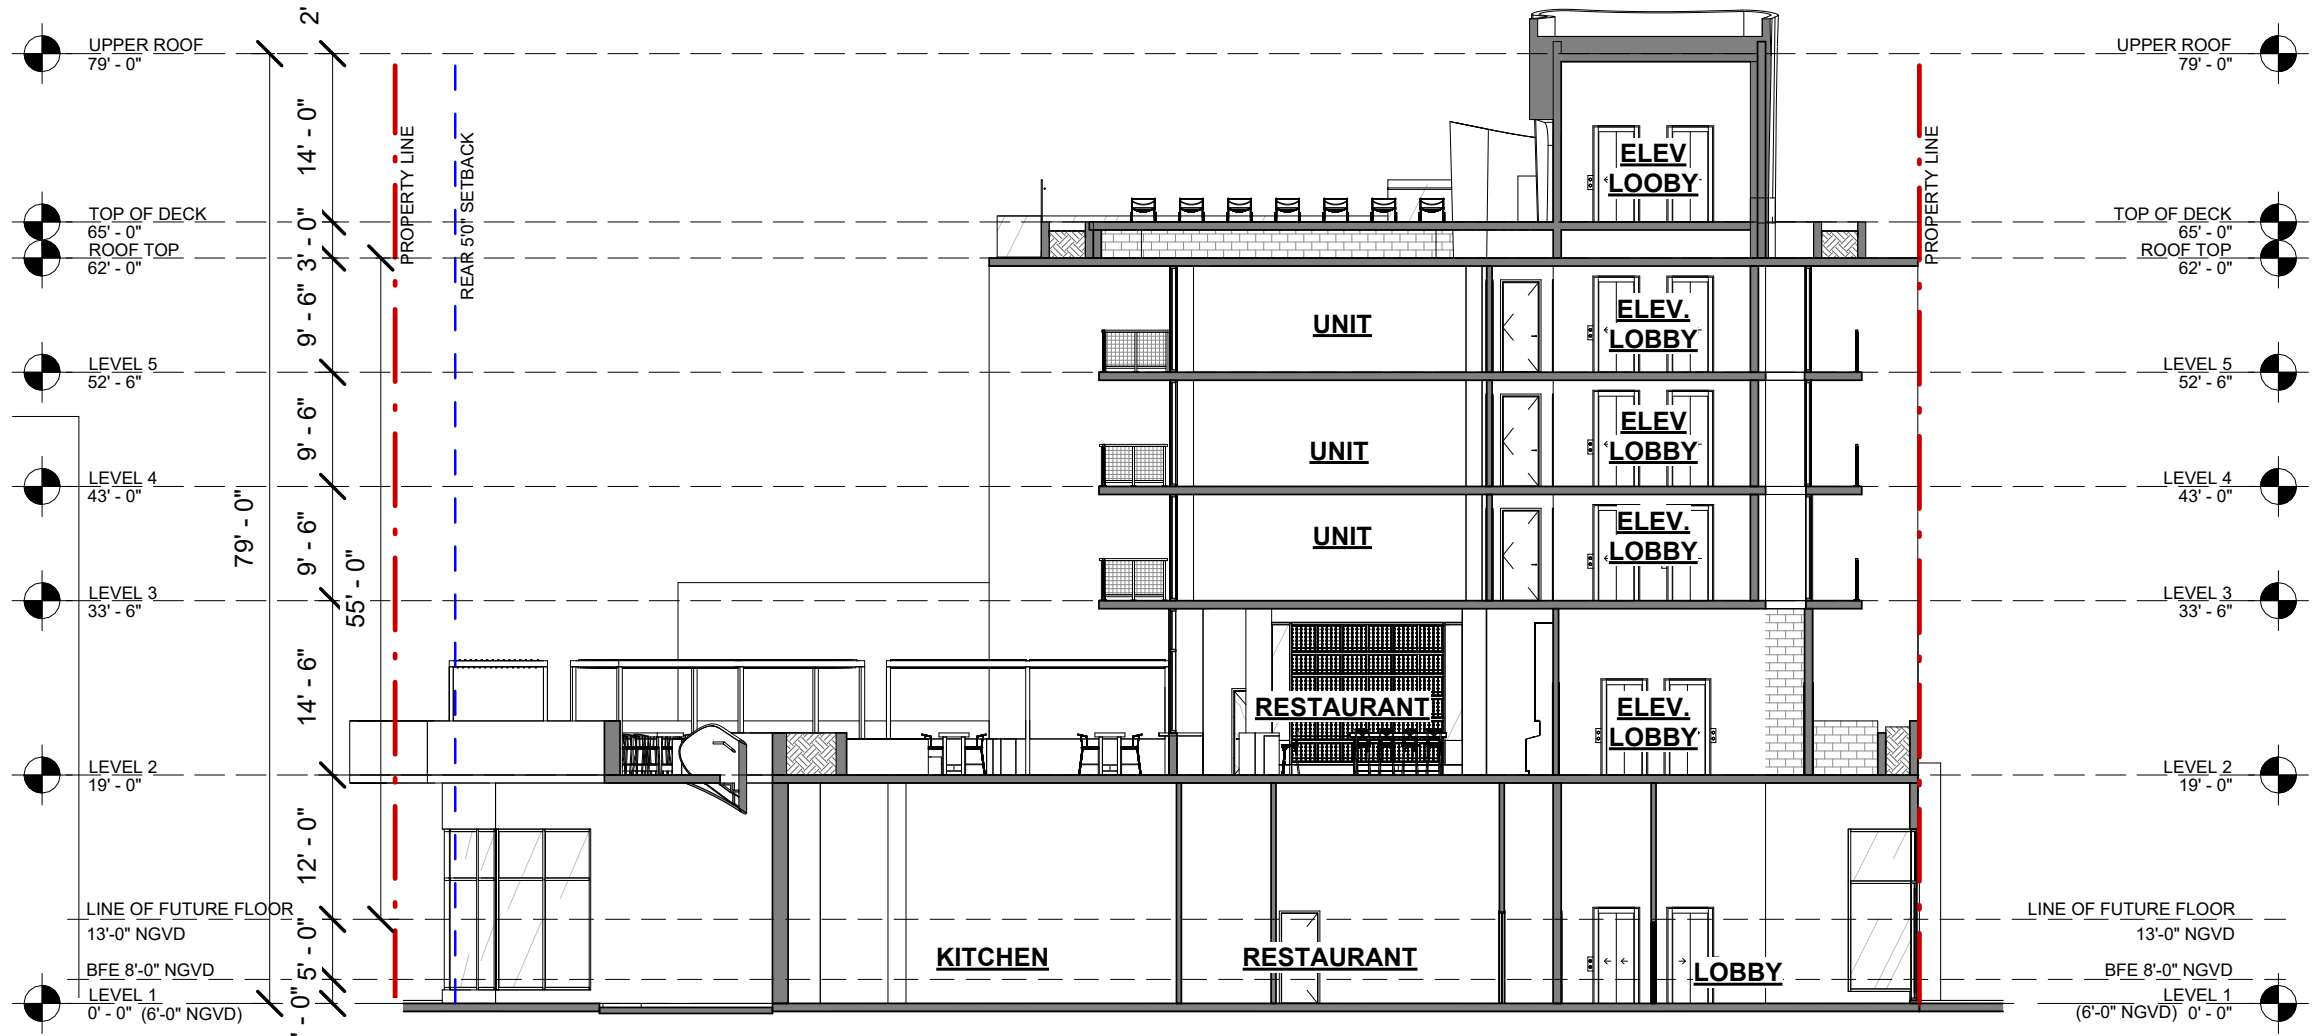 2'
UPPER ROOF
79' - 0"
14' - 0"
PROPERTY LINE
REAR 5'0" SETBACK
TOP OF DECK
65' - 0"
3' - 0"
ROOF TOP
62' - 0"
9' - 6"
LEVEL 5
52' - 6"
9' - 6"
LEVEL 4
43' - 0"
79' - 0"
9' - 6"
55' - 0"
LEVEL 3
33' - 6"
14' - 6"
LEVEL 2
19' - 0"
12' - 0"
LINE OF FUTURE FLOOR
13'-0" NGVD
5' - 0"
BFE 8'-0" NGVD
LEVEL 1
0' - 0" (6'-0" NGVD)
' - 0"
ELEV
LOOBY
UNIT
ELEV.
LOBBY
UNIT
ELEV
LOBBY
UNIT
ELEV.
LOBBY
RESTAURANT
ELEV.
LOBBY
KITCHEN
RESTAURANT
LOBBY
PROPERTY LINE
UPPER ROOF
79' - 0"
TOP OF DECK
65' - 0"
ROOF TOP
62' - 0"
LEVEL 5
52' - 6"
LEVEL 4
43' - 0"
LEVEL 3
33' - 6"
LEVEL 2
19' - 0"
LINE OF FUTURE FLOOR
13'-0" NGVD
BFE 8'-0" NGVD
LEVEL 1
(6'-0" NGVD) 0' - 0"